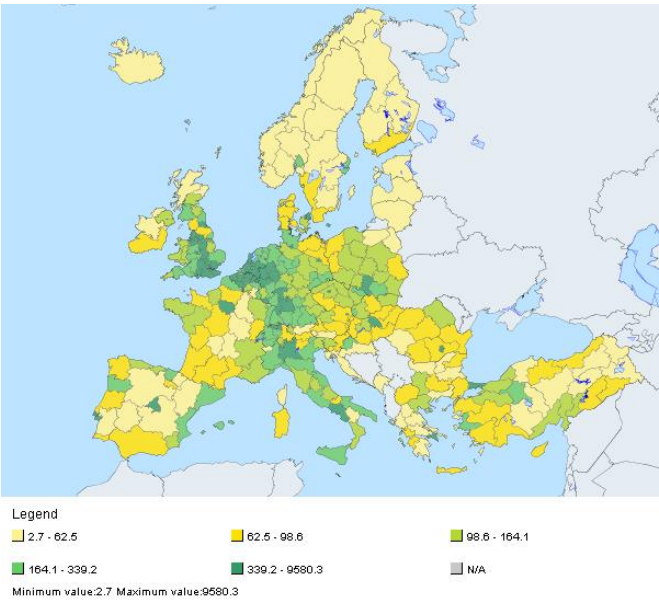 Legend
2.7 - 62.5
62.5 - 98.6
98.6 - 164.1
164.1 - 339.2
339.2 - 9580.3
N/A
Minimum value:2.7 Maximum value:9580.3